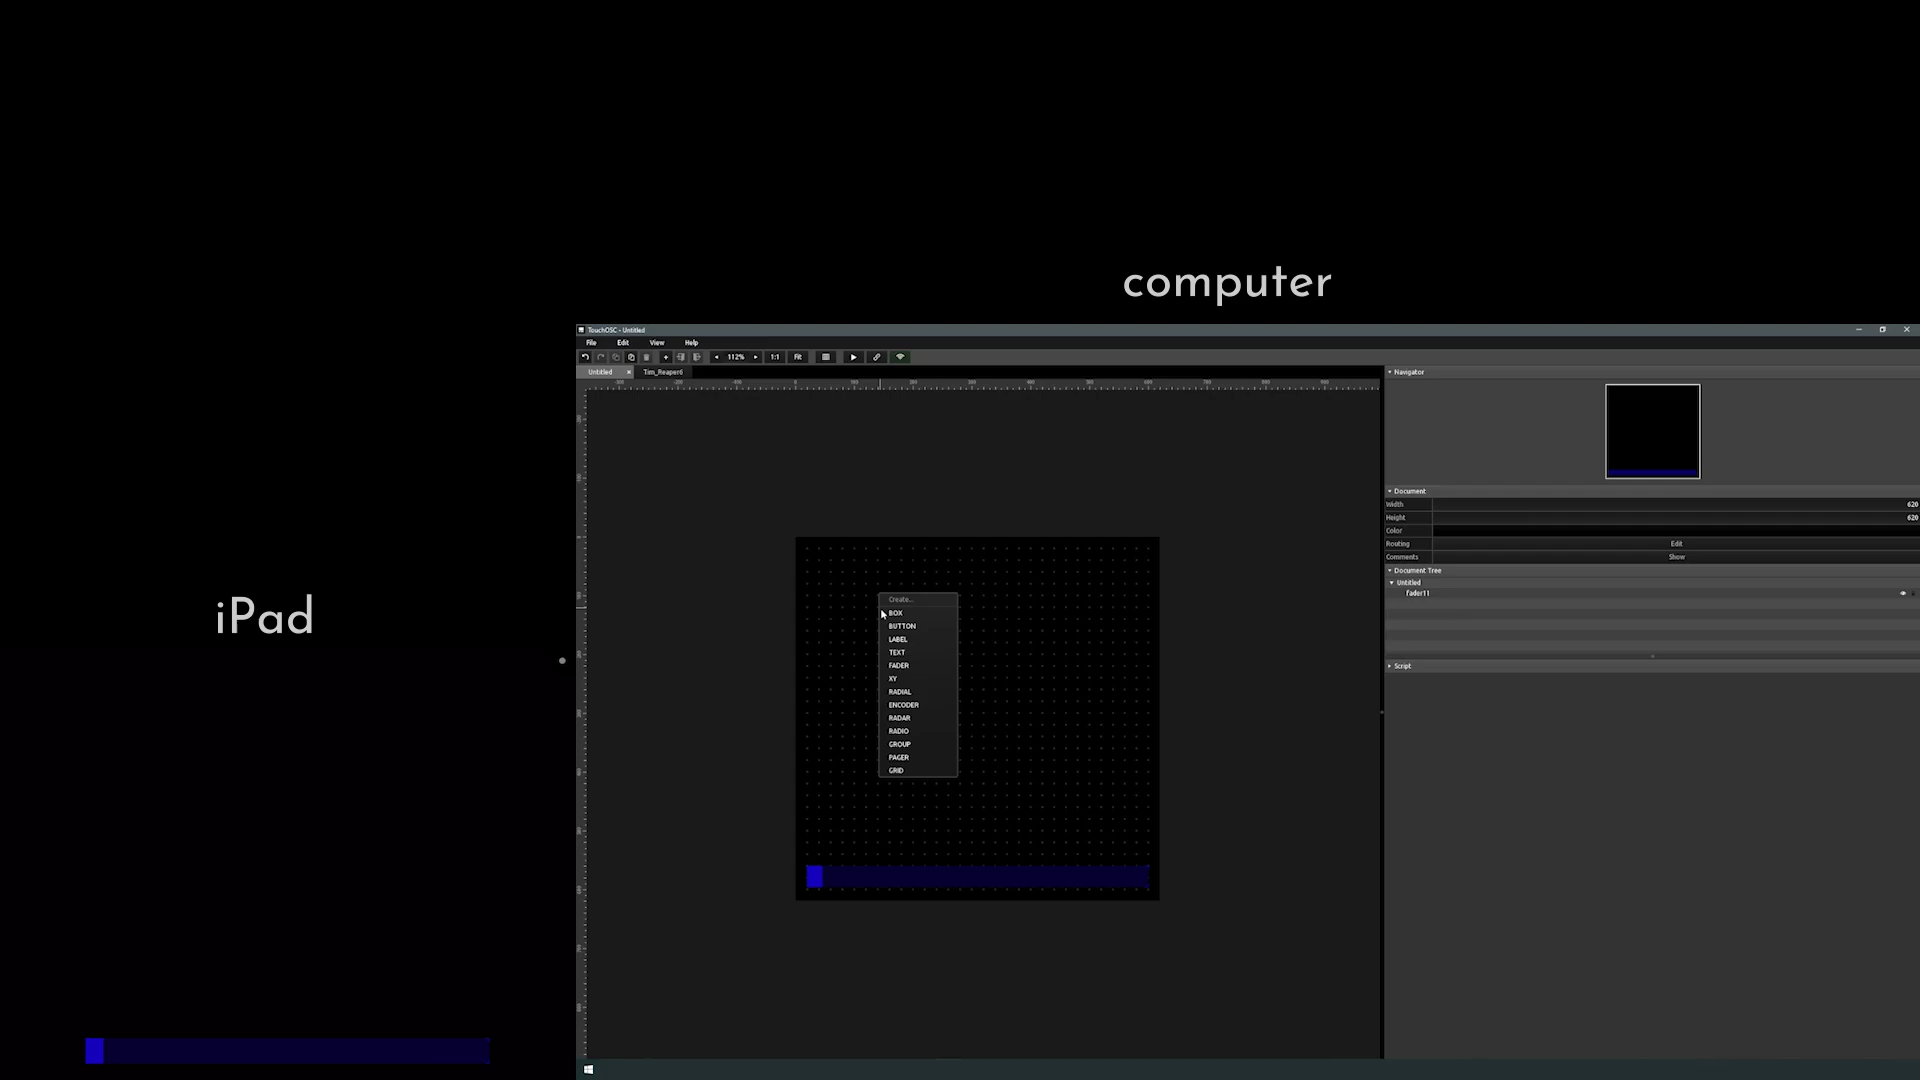 computer
TouchOSC - Untitled
File Edit View Help
112% 1:1 Fit
Untitled × Tim_Reaper6
Navigator
Document
Width 620
Height 620
Color
Routing Edit
Comments Show
Document Tree
Untitled
fader11
Script
Create...
BOX
BUTTON
LABEL
TEXT
FADER
XY
RADIAL
ENCODER
RADAR
RADIO
GROUP
PAGER
GRID
iPad